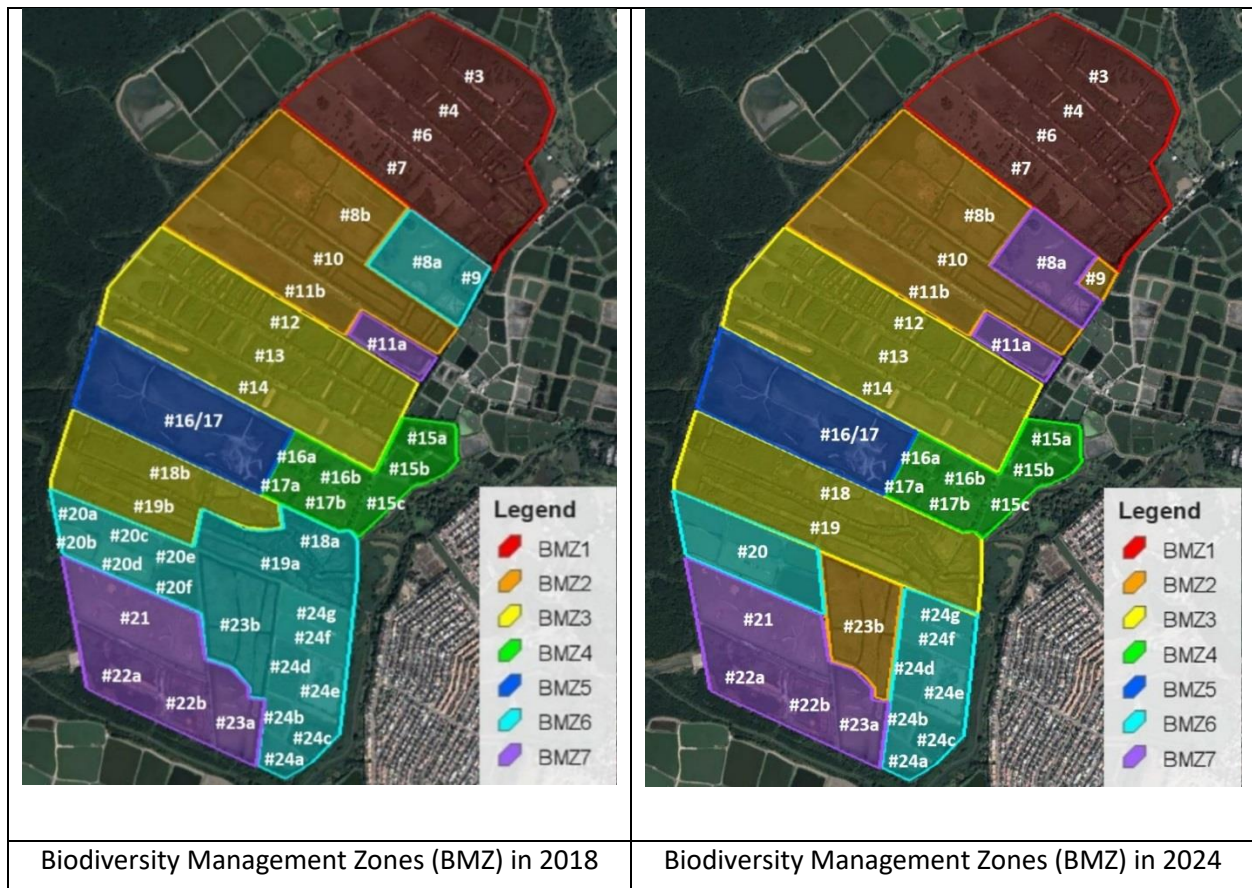 #3
#4
#6
#7
#8b
#8a
#9
#10
#11b
#11a
#12
#13
#14
#16/17
#15a
#16a
#15b
#16b
#17a
#17b
#15c
#18b
#19b
#18a
#20a
#20c
#20b
#20e
#19a
#20d
#20f
#21
#23b
#24g
#24f
#24d
#22a
#24e
#22b
#23a
#24b
#24c
#24a
Legend
BMZ1
BMZ2
BMZ3
BMZ4
BMZ5
BMZ6
BMZ7
Biodiversity Management Zones (BMZ) in 2018
#3
#4
#6
#7
#8b
#8a
#9
#10
#11b
#11a
#12
#13
#14
#16/17
#15a
#16a
#15b
#16b
#17a
#17b
#15c
#18
#19
#20
#21
#23b
#24g
#24f
#24d
#22a
#24e
#22b
#23a
#24b
#24c
#24a
Legend
BMZ1
BMZ2
BMZ3
BMZ4
BMZ5
BMZ6
BMZ7
Biodiversity Management Zones (BMZ) in 2024